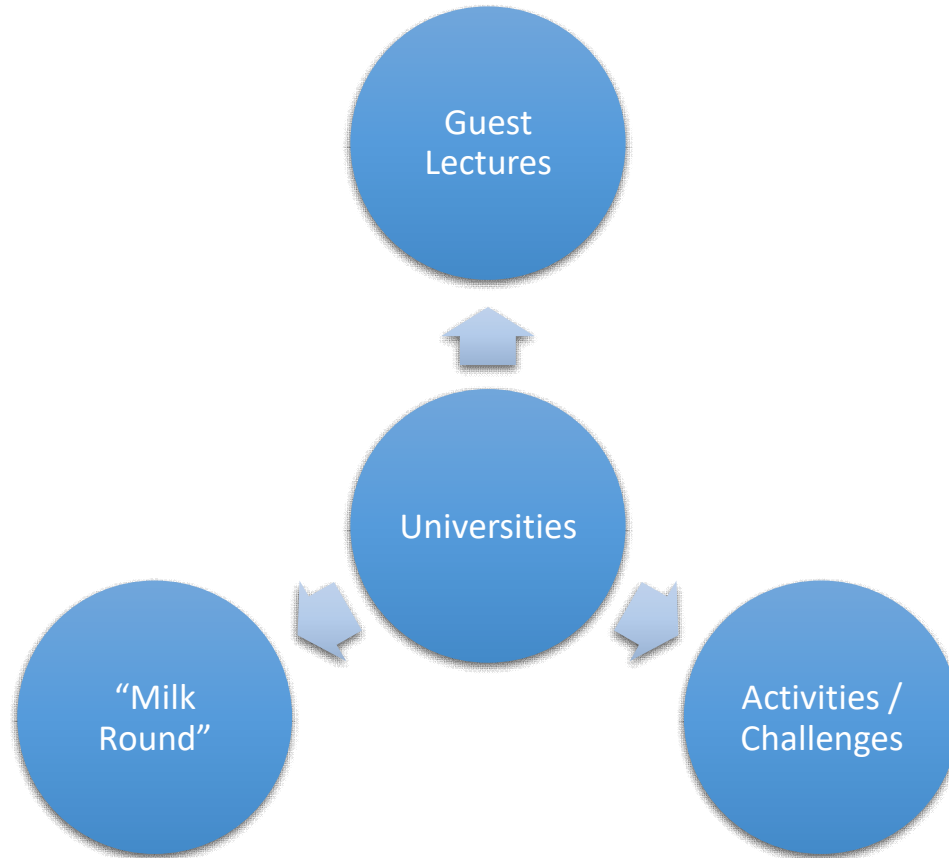 Guest
Lectures
Universities
“Milk
Round”
Activities /
Challenges